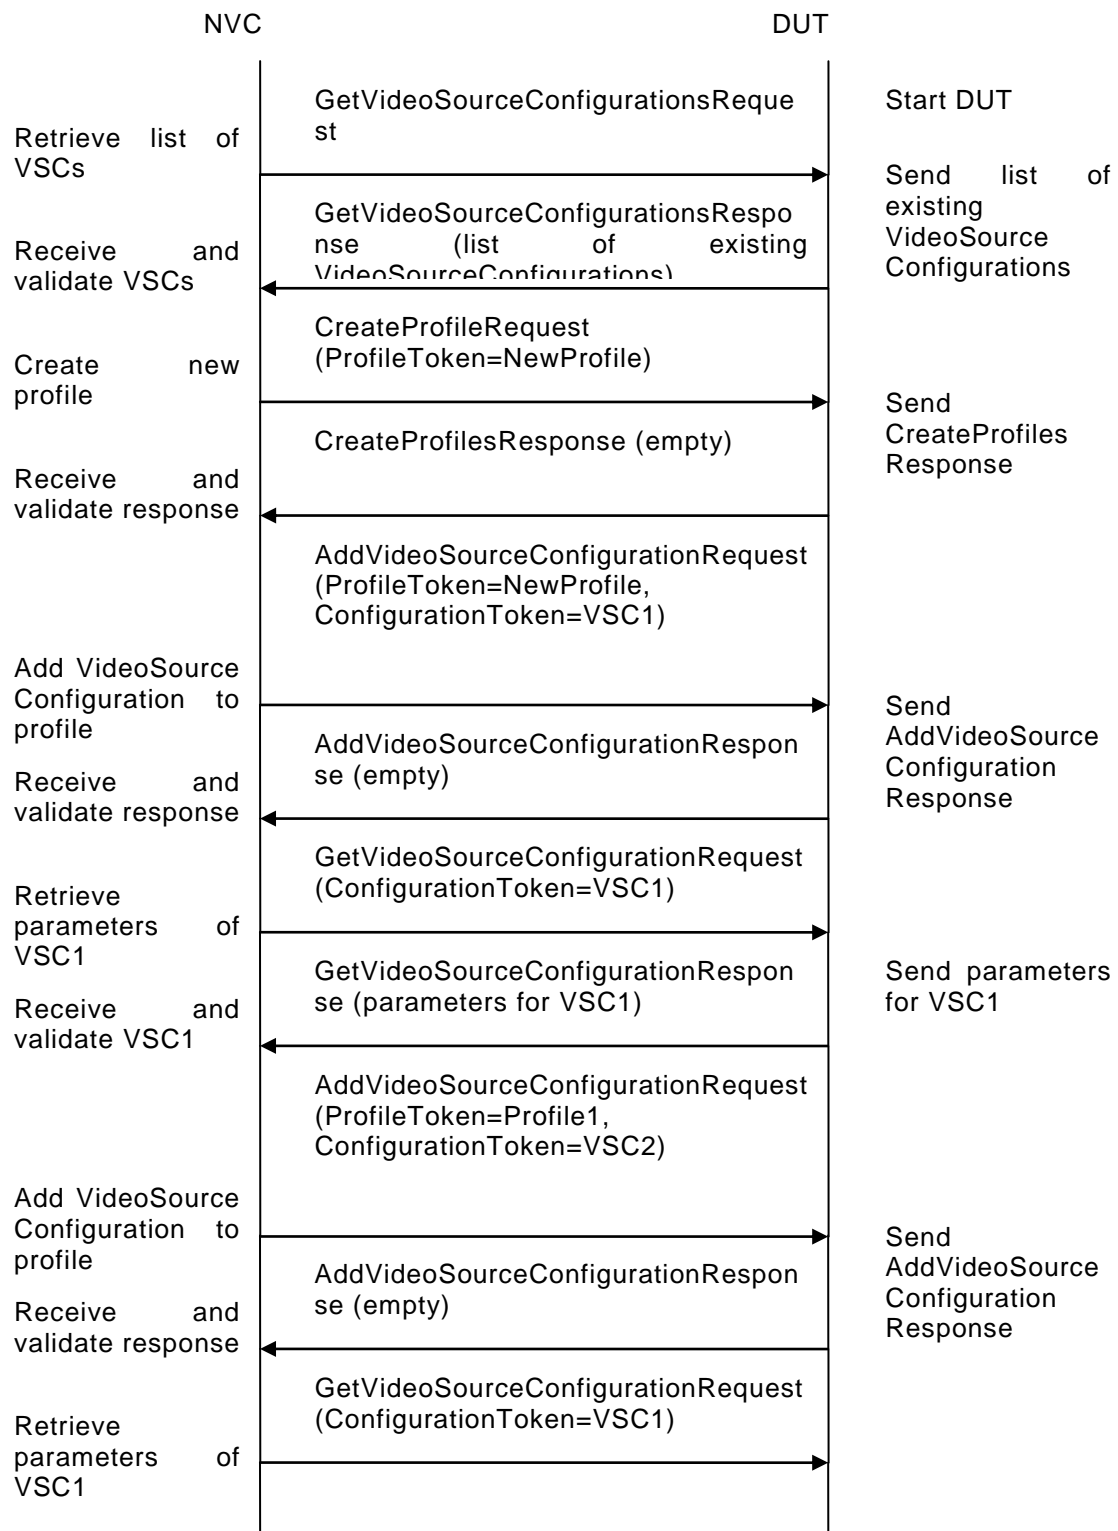 NVC
DUT
GetVideoSourceConfigurationsReque
st
Start DUT
Retrieve list of
VSCs
Send list of
existing
VideoSource
Configurations
GetVideoSourceConfigurationsRespo
nse (list of existing
VideoSourceConfigurations)
Receive and
validate VSCs
CreateProfileRequest
(ProfileToken=NewProfile)
Create new
profile
Send
CreateProfiles
Response
CreateProfilesResponse (empty)
Receive and
validate response
AddVideoSourceConfigurationRequest
(ProfileToken=NewProfile,
ConfigurationToken=VSC1)
Add VideoSource
Configuration to
profile
Send
AddVideoSource
Configuration
Response
AddVideoSourceConfigurationRespon
se (empty)
Receive and
validate response
GetVideoSourceConfigurationRequest
(ConfigurationToken=VSC1)
Retrieve
parameters of
VSC1
Send parameters
for VSC1
GetVideoSourceConfigurationRespon
se (parameters for VSC1)
Receive and
validate VSC1
AddVideoSourceConfigurationRequest
(ProfileToken=Profile1,
ConfigurationToken=VSC2)
Add VideoSource
Configuration to
profile
Send
AddVideoSource
Configuration
Response
AddVideoSourceConfigurationRespon
se (empty)
Receive and
validate response
GetVideoSourceConfigurationRequest
(ConfigurationToken=VSC1)
Retrieve
parameters of
VSC1